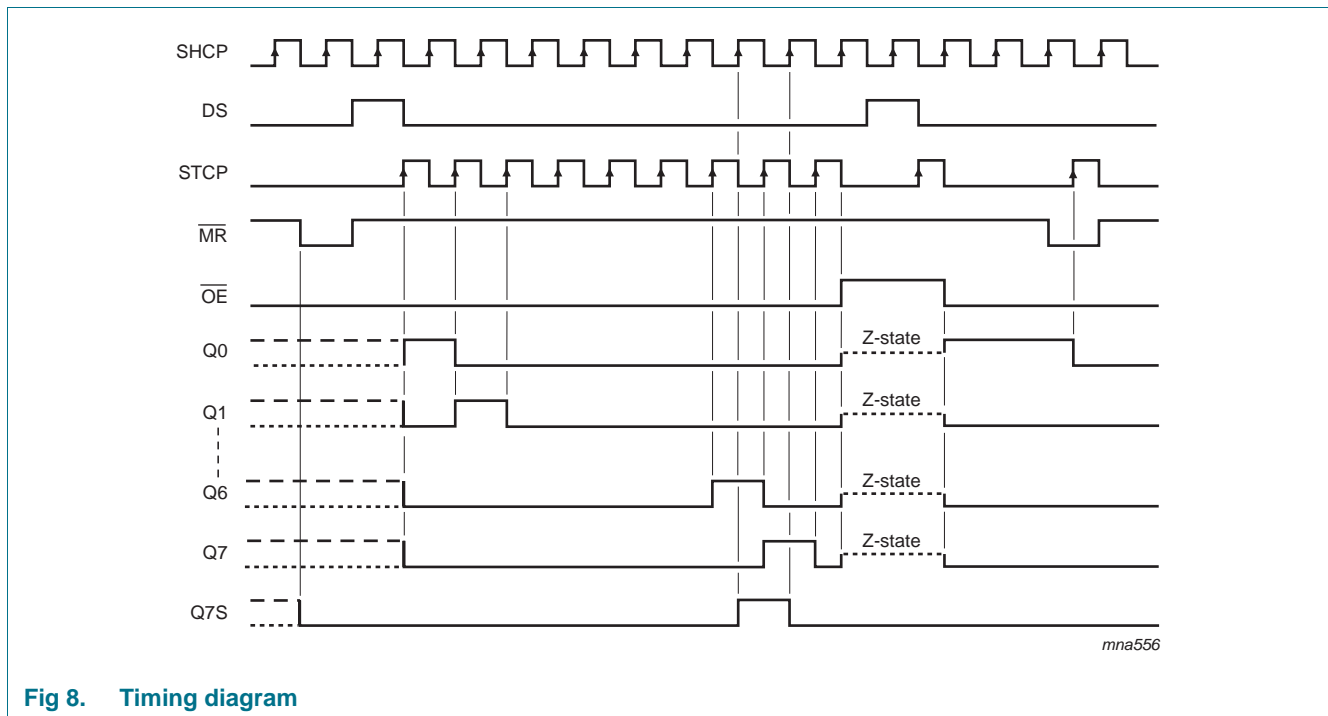 SHCP
DS
STCP
MR
OE
Q0
Z-state
Q1
Z-state
Q6
Z-state
Q7
Z-state
Q7S
mna556
Fig 8. Timing diagram